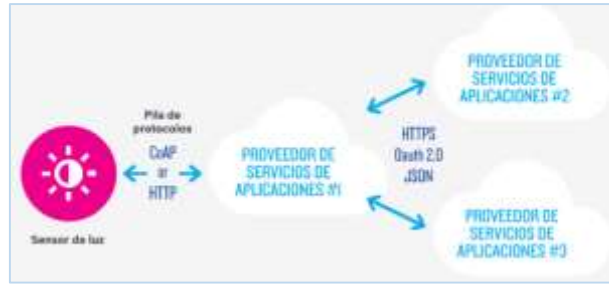 Sensor de luz
Pila de
protocolos
CoAP
or
HTTP
PROVEEDOR DE
SERVICIOS DE
APLICACIONES #1
HTTPS
Oauth 2.0
JSON
PROVEEDOR DE
SERVICIOS DE
APLICACIONES #2
PROVEEDOR DE
SERVICIOS DE
APLICACIONES #3